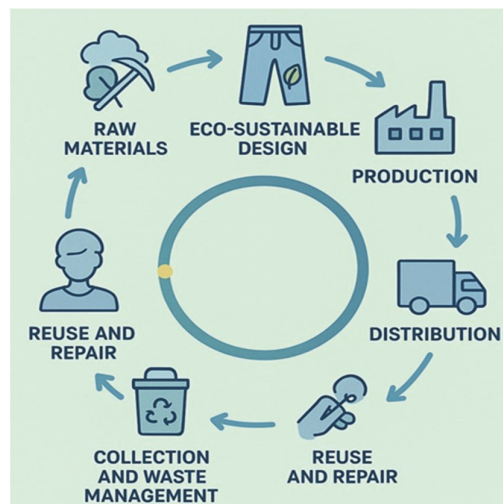 RAW
MATERIALS
ECO-SUSTAINABLE
DESIGN
PRODUCTION
DISTRIBUTION
REUSE
AND REPAIR
COLLECTION
AND WASTE
MANAGEMENT
REUSE AND
REPAIR